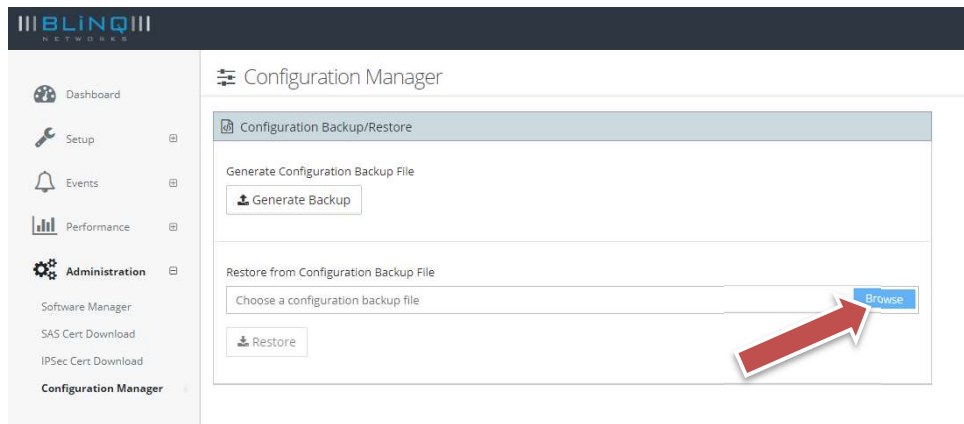 BLiNQ
NETWORKS
Configuration Manager
Dashboard
Setup
Events
Performance
Administration
Software Manager
SAS Cert Download
IPSec Cert Download
Configuration Manager
Configuration Backup/Restore
Generate Configuration Backup File
Generate Backup
Restore from Configuration Backup File
Choose a configuration backup file
Browse
Restore